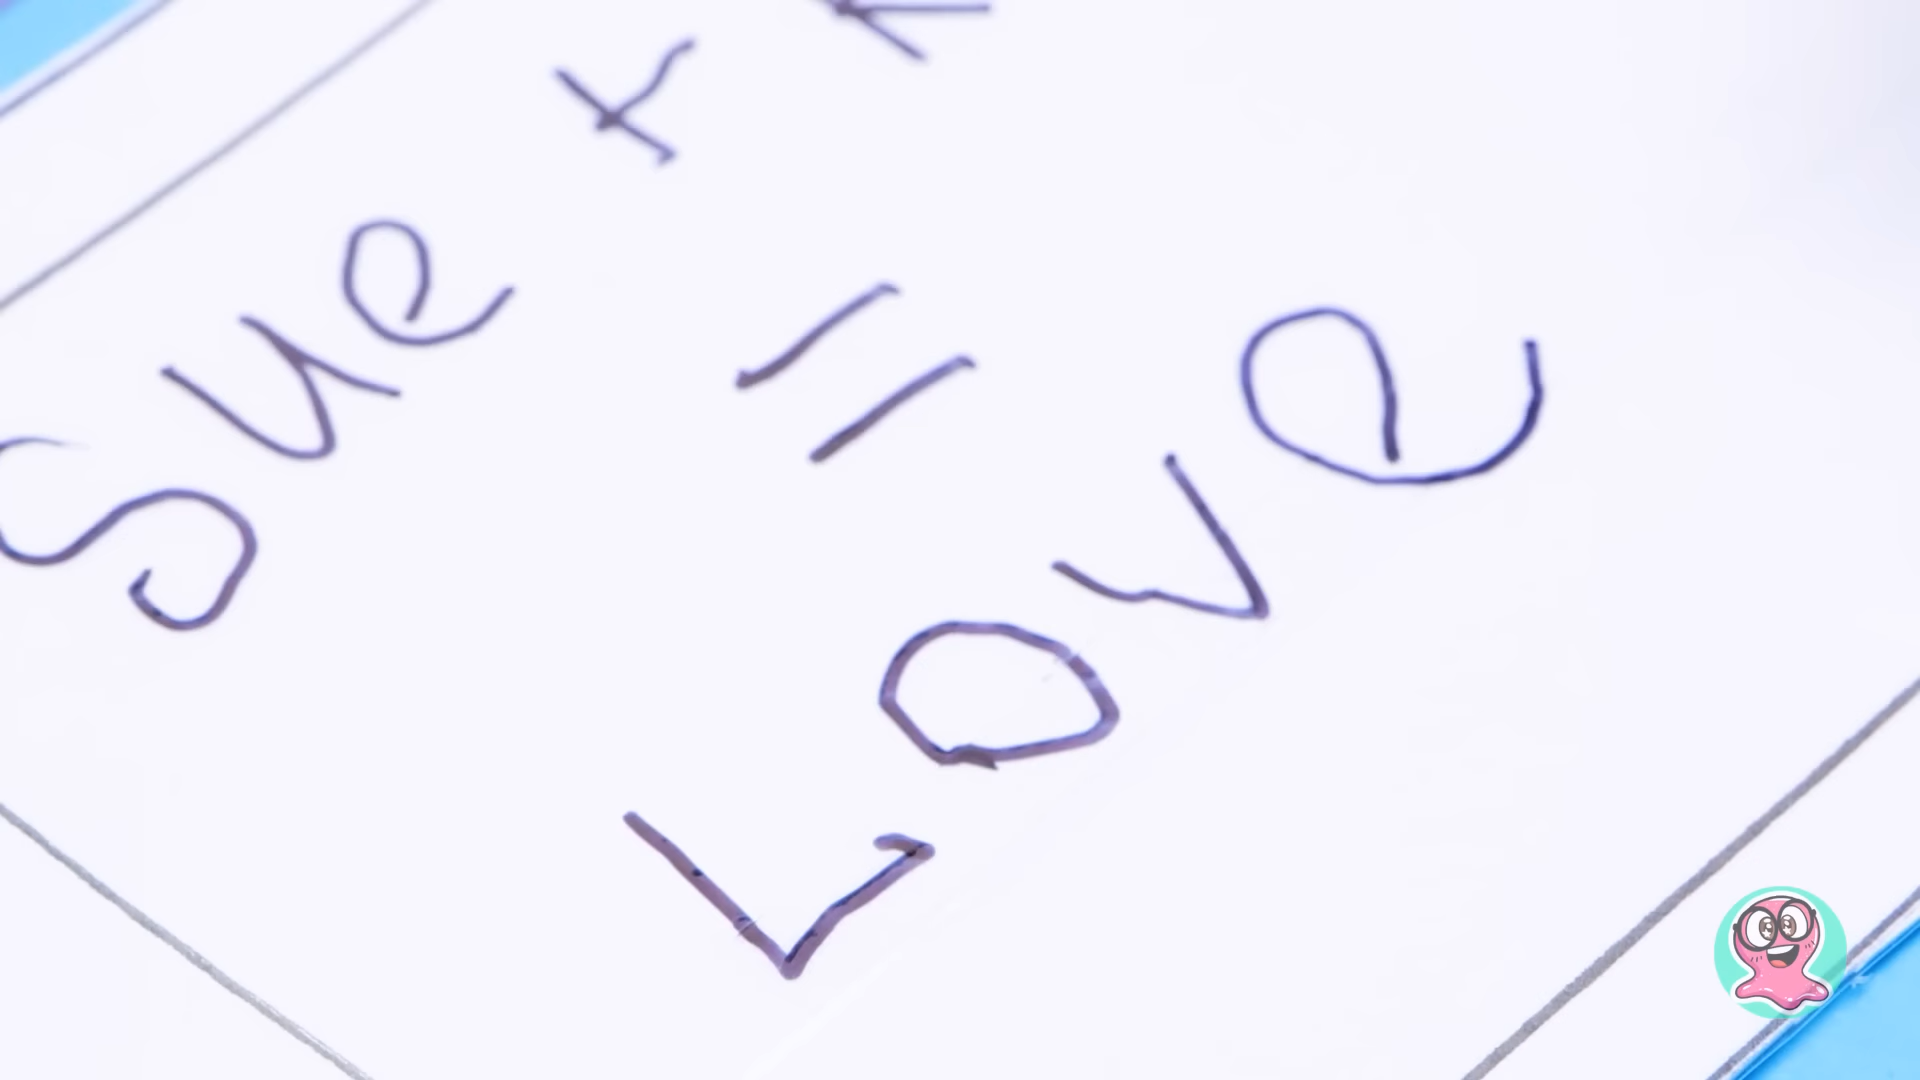 Sue +
=
Love